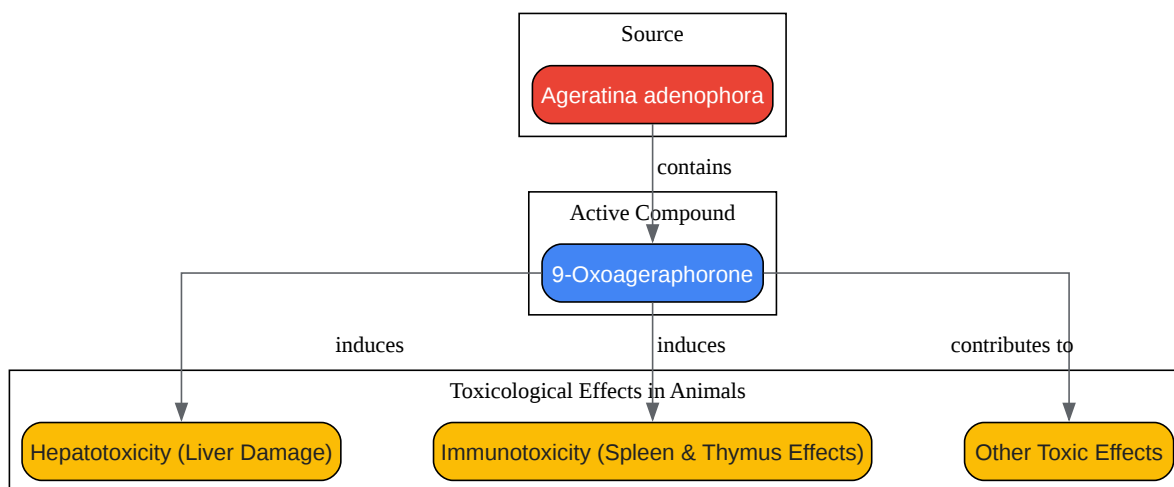 Source
Ageratina adenophora
contains
Active Compound
9-Oxoageraphorone
induces
induces
contributes to
Toxicological Effects in Animals
Hepatotoxicity (Liver Damage)
Immunotoxicity (Spleen & Thymus Effects)
Other Toxic Effects